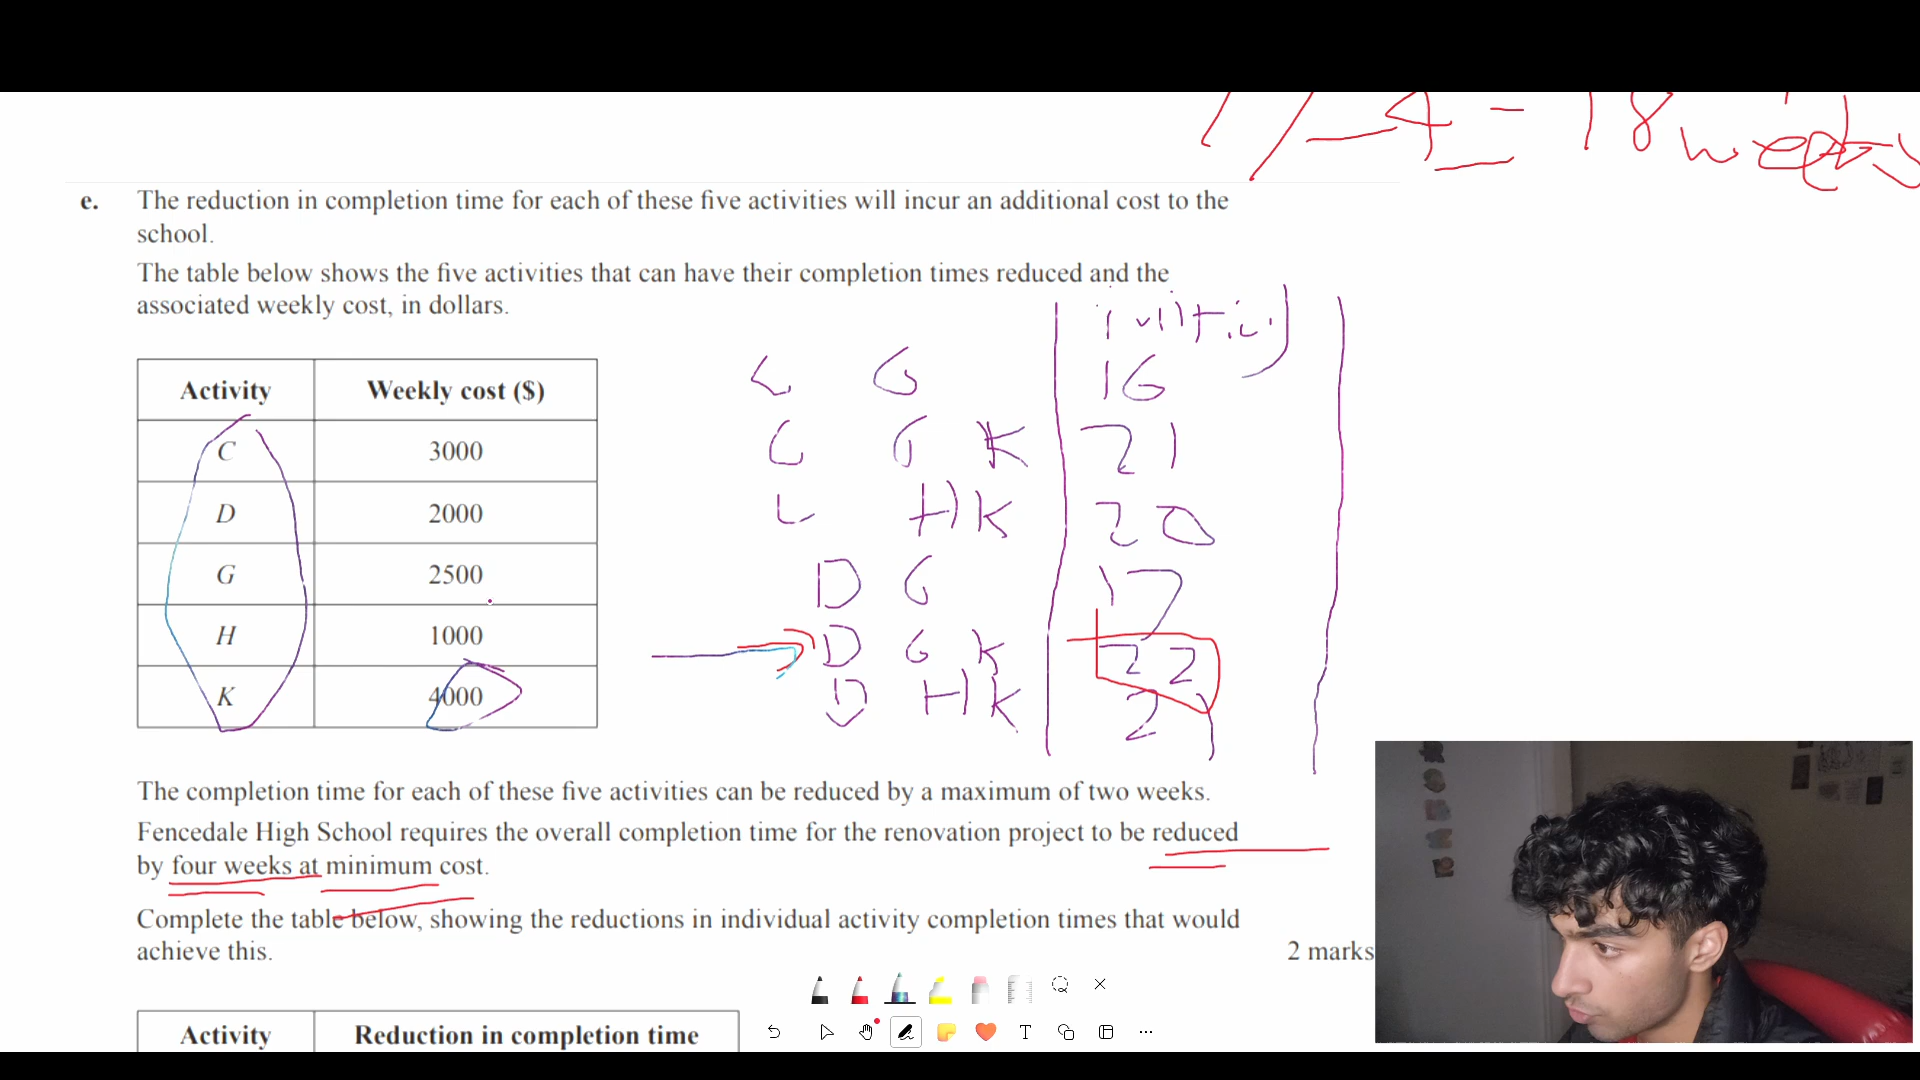 - 4 = 18 weeks
e. The reduction in completion time for each of these five activities will incur an additional cost to the
school.
The table below shows the five activities that can have their completion times reduced and the
associated weekly cost, in dollars.
initial
Activity Weekly cost ($)
C G 16
C 3000
C G K 21
D 2000
C H K 20
G 2500
D G 17
H 1000
D G K 22
K 4000
D H K 21
The completion time for each of these five activities can be reduced by a maximum of two weeks.
Fencedale High School requires the overall completion time for the renovation project to be reduced
by four weeks at minimum cost.
Complete the table below, showing the reductions in individual activity completion times that would
achieve this.
2 marks
Activity Reduction in completion time